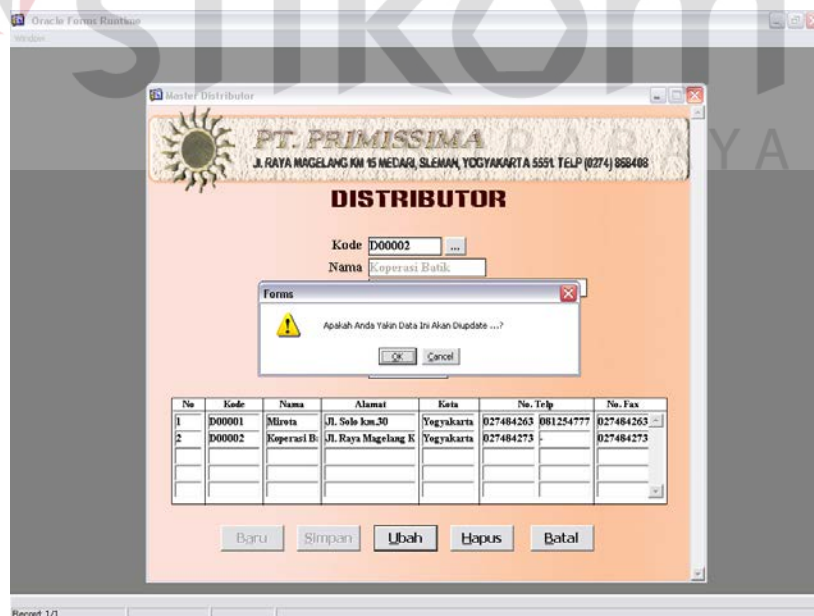 Oracle Forms Runtime
Window
stikom
SURABAYA
Master Distributor
PT. PRIMISSIMA
JL. RAYA MAGELANG KM 15 MEDARI, SLEMAN, YOGYAKARTA 5551. TELP (0274) 868408
DISTRIBUTOR
Kode D00002 ...
Nama Koperasi Batik
Forms
Apakah Anda Yakin Data Ini Akan Diupdate ...?
OK Cancel
No Kode Nama Alamat Kota No. Telp No. Fax
1 D00001 Mirota Jl. Solo km.30 Yogyakarta 027484263 081254777 027484263
2 D00002 Koperasi Ba Jl. Raya Magelang K Yogyakarta 027484273 - 027484273
Baru Simpan Ubah Hapus Batal
Record: 1/1